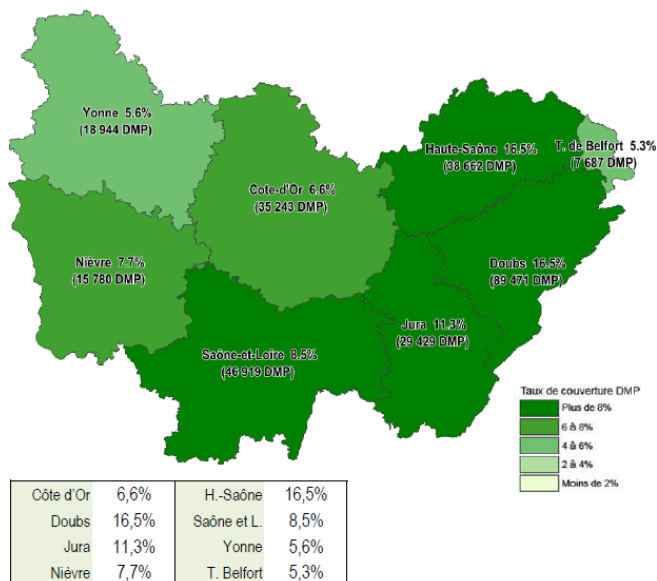 Yonne 5.6%
(18 944 DMP)
Haute-Saône 16.5%
(38 662 DMP)
T. de Belfort 5.3%
(7 687 DMP)
Cote-d'Or 6.6%
(35 243 DMP)
Nièvre 7.7%
(15 780 DMP)
Doubs 16.5%
(89 471 DMP)
Jura 11.3%
(29 429 DMP)
Saône-et-Loire 8.5%
(46 919 DMP)
Taux de couverture DMP
Plus de 8%
6 à 8%
4 à 6%
2 à 4%
Moins de 2%
Côte d'Or 6,6% H.-Saône 16,5%
Doubs 16,5% Saône et L. 8,5%
Jura 11,3% Yonne 5,6%
Nièvre 7,7% T. Belfort 5,3%